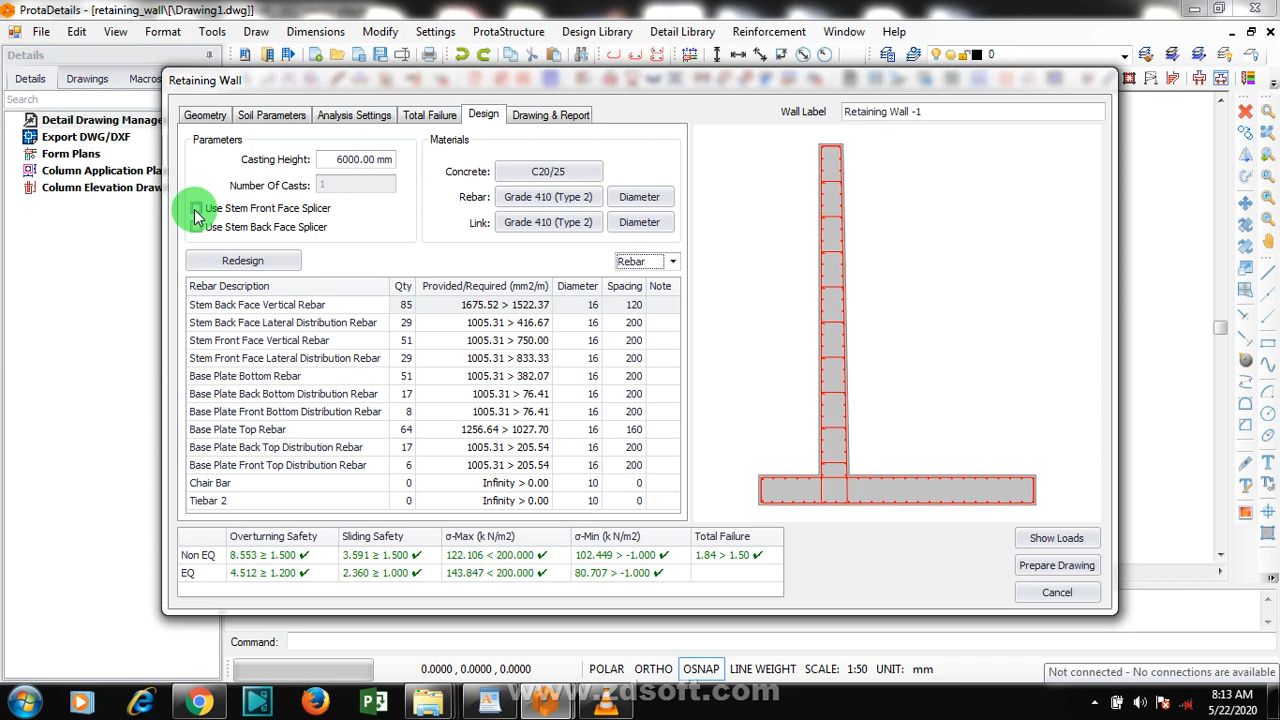 ProtaDetails - [retaining_wall\[\Drawing1.dwg]]
File Edit View Format Draw Dimensions Modify Settings ProtaStructure Design Library Detail Library Reinforcement Window Help
Details
0
Details Drawings Macros
Retaining Wall
Search
Geometry Soil Parameters Analysis Settings Total Failure Design Drawing & Report
Wall Label Retaining Wall -1
Detail Drawing Manage
Export DWG/DXF
Form Plans
Column Application Pla
Column Elevation Draw
Parameters
Casting Height: 6000.00 mm
Number Of Casts: 1
Use Stem Front Face Splicer
Use Stem Back Face Splicer
Materials
Concrete: C20/25
Rebar: Grade 410 (Type 2) Diameter
Link: Grade 410 (Type 2) Diameter
Redesign
Rebar
Rebar Description Qty Provided/Required (mm2/m) Diameter Spacing Note
Stem Back Face Vertical Rebar 85 1675.52 > 1522.37 16 120
Stem Back Face Lateral Distribution Rebar 29 1005.31 > 416.67 16 200
Stem Front Face Vertical Rebar 51 1005.31 > 750.00 16 200
Stem Front Face Lateral Distribution Rebar 29 1005.31 > 833.33 16 200
Base Plate Bottom Rebar 51 1005.31 > 382.07 16 200
Base Plate Back Bottom Distribution Rebar 17 1005.31 > 76.41 16 200
Base Plate Front Bottom Distribution Rebar 8 1005.31 > 76.41 16 200
Base Plate Top Rebar 64 1256.64 > 1027.70 16 160
Base Plate Back Top Distribution Rebar 17 1005.31 > 205.54 16 200
Base Plate Front Top Distribution Rebar 6 1005.31 > 205.54 16 200
Chair Bar 0 Infinity > 0.00 10 0
Tiebar 2 0 Infinity > 0.00 10 0
Overturning Safety Sliding Safety σ-Max (k N/m2) σ-Min (k N/m2) Total Failure
Non EQ 8.553 ≥ 1.500 ✔ 3.591 ≥ 1.500 ✔ 122.106 < 200.000 ✔ 102.449 > -1.000 ✔ 1.84 > 1.50 ✔
EQ 4.512 ≥ 1.200 ✔ 2.360 ≥ 1.000 ✔ 143.847 < 200.000 ✔ 80.707 > -1.000 ✔
Show Loads
Prepare Drawing
Cancel
Command:
0.0000 , 0.0000 , 0.0000 POLAR ORTHO OSNAP LINE WEIGHT SCALE: 1:50 UNIT: mm
Not connected - No connections are available
www.zdsoft.com
8:13 AM
5/22/2020